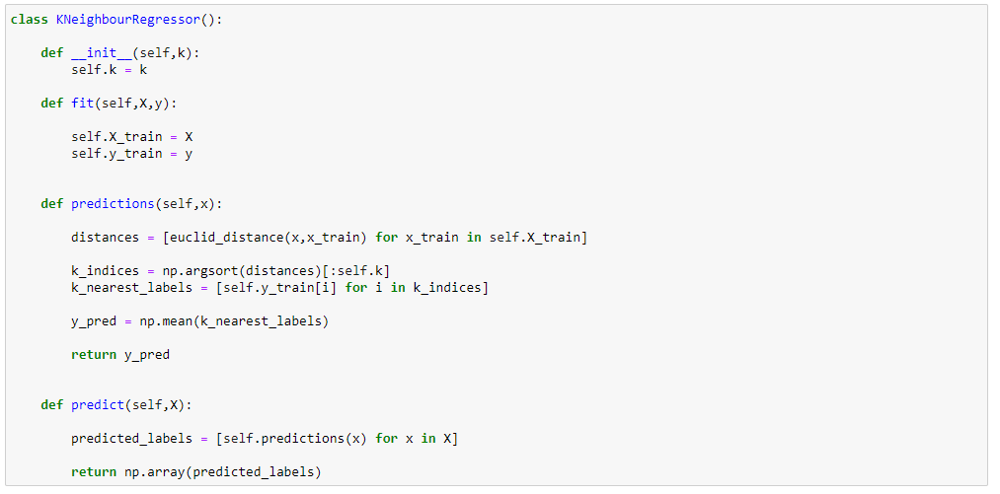 class KNeighbourRegressor():
def __init__(self,k):
self.k = k
def fit(self,X,y):
self.X_train = X
self.y_train = y
def predictions(self,x):
distances = [euclid_distance(x,x_train) for x_train in self.X_train]
k_indices = np.argsort(distances)[:self.k]
k_nearest_labels = [self.y_train[i] for i in k_indices]
y_pred = np.mean(k_nearest_labels)
return y_pred
def predict(self,X):
predicted_labels = [self.predictions(x) for x in X]
return np.array(predicted_labels)